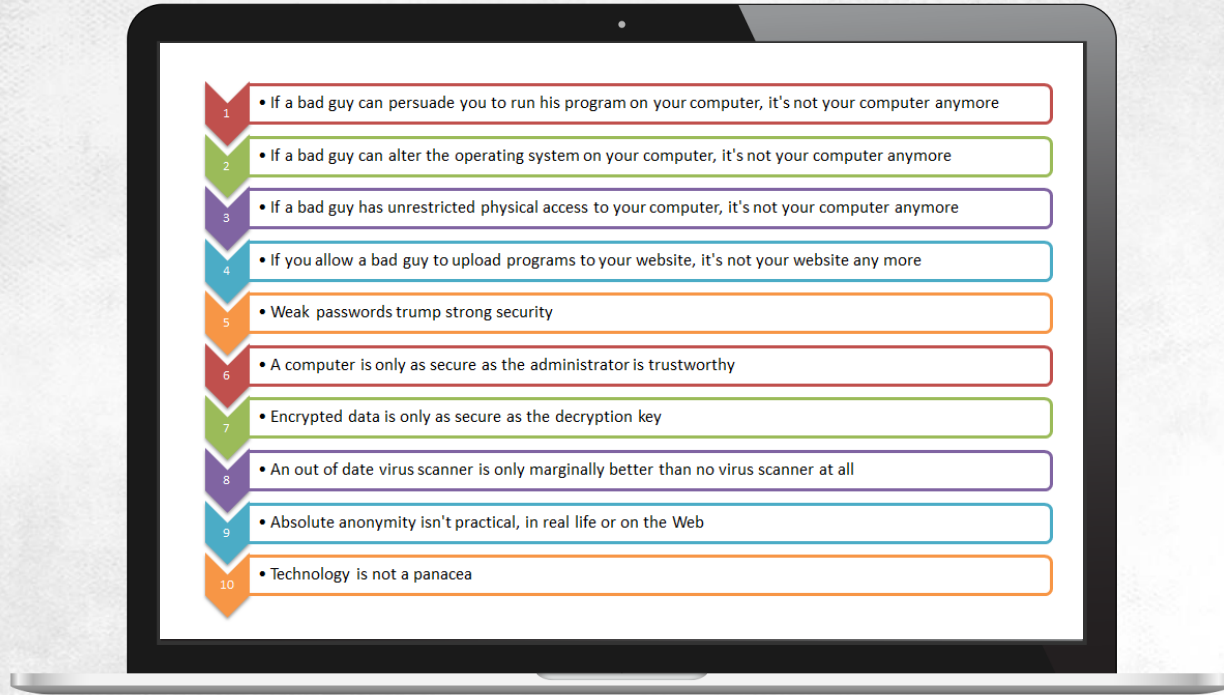 1
• If a bad guy can persuade you to run his program on your computer, it's not your computer anymore
2
• If a bad guy can alter the operating system on your computer, it's not your computer anymore
3
• If a bad guy has unrestricted physical access to your computer, it's not your computer anymore
4
• If you allow a bad guy to upload programs to your website, it's not your website any more
5
• Weak passwords trump strong security
6
• A computer is only as secure as the administrator is trustworthy
7
• Encrypted data is only as secure as the decryption key
8
• An out of date virus scanner is only marginally better than no virus scanner at all
9
• Absolute anonymity isn't practical, in real life or on the Web
10
• Technology is not a panacea